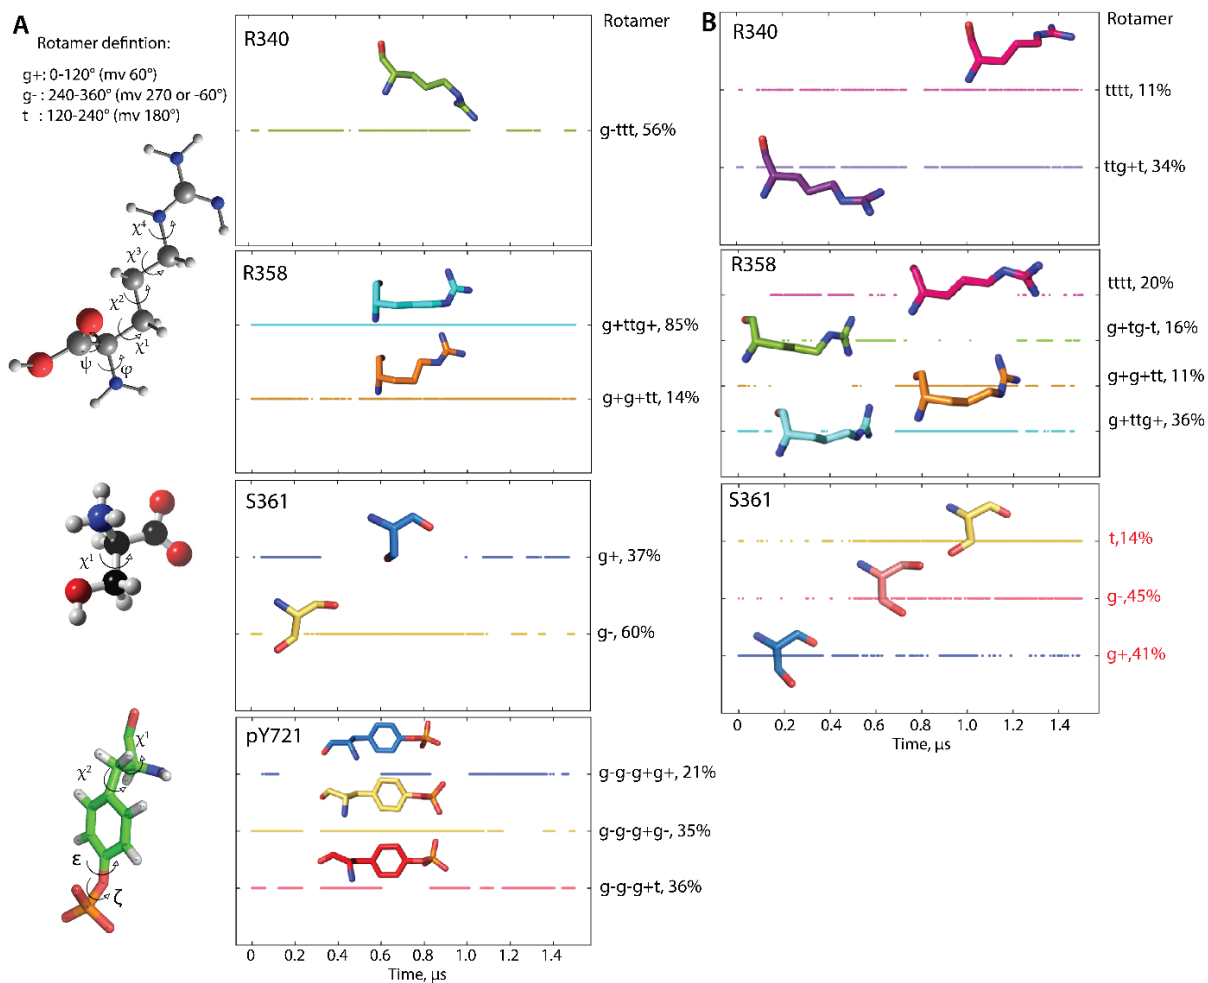 A
Rotamer defintion:
g+: 0-120° (mv 60°)
g- : 240-360° (mv 270 or -60°)
t : 120-240° (mv 180°)
χ4
χ3
χ2
χ1
ψ
φ
χ1
χ1
χ2
ε
ζ
Rotamer
R340
g-ttt, 56%
R358
g+ttg+, 85%
g+g+tt, 14%
S361
g+, 37%
g-, 60%
pY721
g-g-g+g+, 21%
g-g-g+g-, 35%
g-g-g+t, 36%
0 0.2 0.4 0.6 0.8 1.0 1.2 1.4
Time, μs
B
Rotamer
R340
tttt, 11%
ttg+t, 34%
R358
tttt, 20%
g+tg-t, 16%
g+g+tt, 11%
g+ttg+, 36%
S361
t,14%
g-,45%
g+,41%
0 0.2 0.4 0.6 0.8 1.0 1.2 1.4
Time, μs